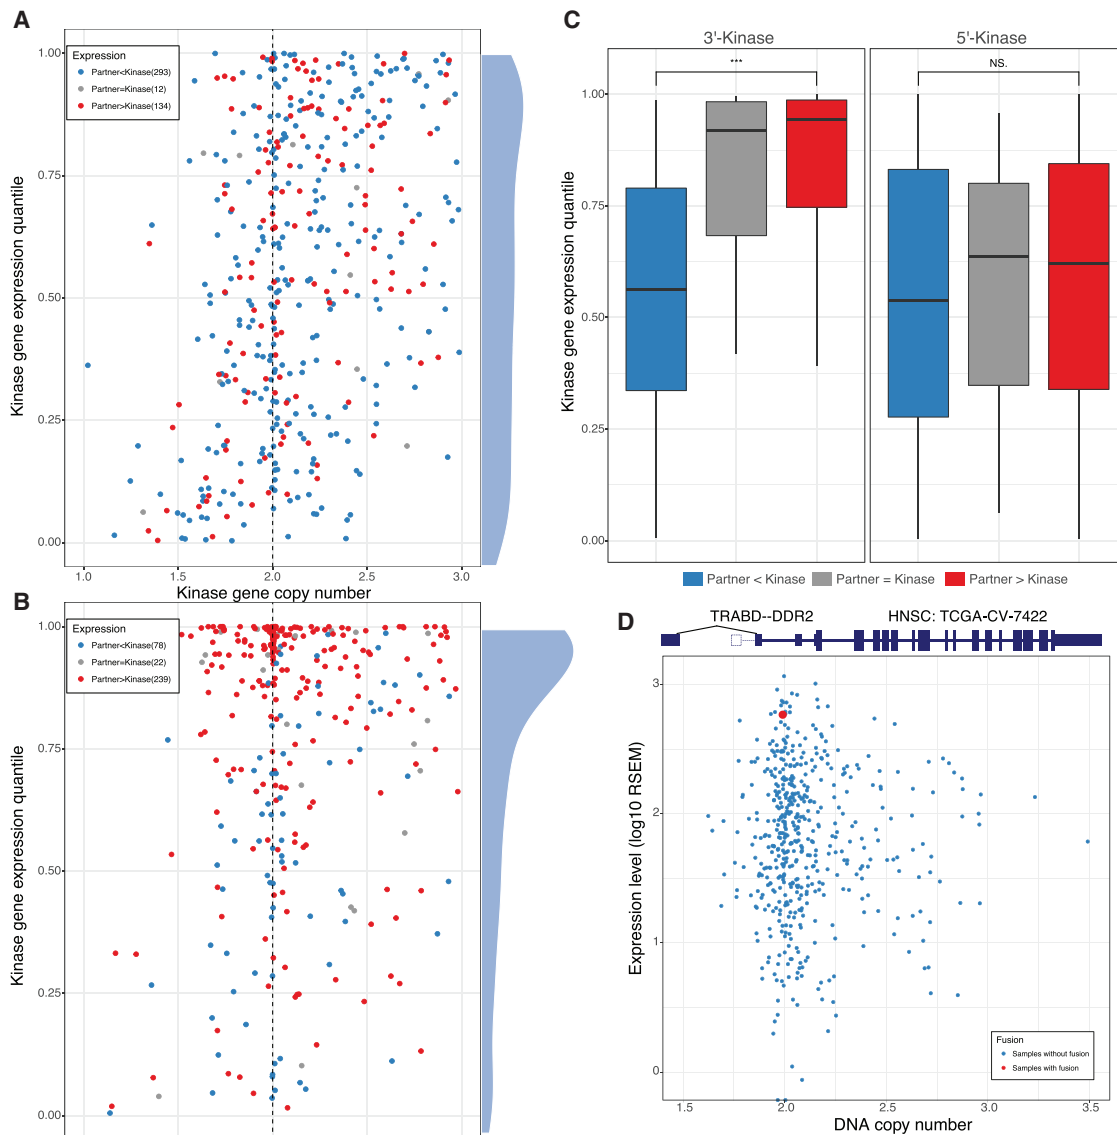 A
Expression
Partner<Kinase(293)
Partner=Kinase(12)
Partner>Kinase(134)
1.00
0.75
0.50
0.25
0.00
Kinase gene expression quantile
1.0
1.5
2.0
2.5
3.0
Kinase gene copy number
B
Expression
Partner<Kinase(78)
Partner=Kinase(22)
Partner>Kinase(239)
1.00
0.75
0.50
0.25
0.00
Kinase gene expression quantile
C
3'-Kinase
5'-Kinase
***
NS.
1.00
0.75
0.50
0.25
0.00
Kinase gene expression quantile
Partner < Kinase
Partner = Kinase
Partner > Kinase
D
TRABD--DDR2
HNSC: TCGA-CV-7422
3
2
1
0
Expression level (log10 RSEM)
Fusion
Samples without fusion
Samples with fusion
1.5
2.0
2.5
3.0
3.5
DNA copy number